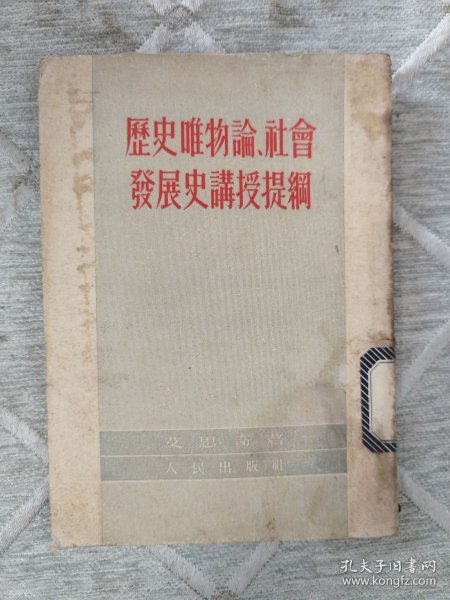 歷史唯物論、社會
發展史講授提綱
艾思奇著
人民出版社
孔夫子旧书网
www.kongfz.com